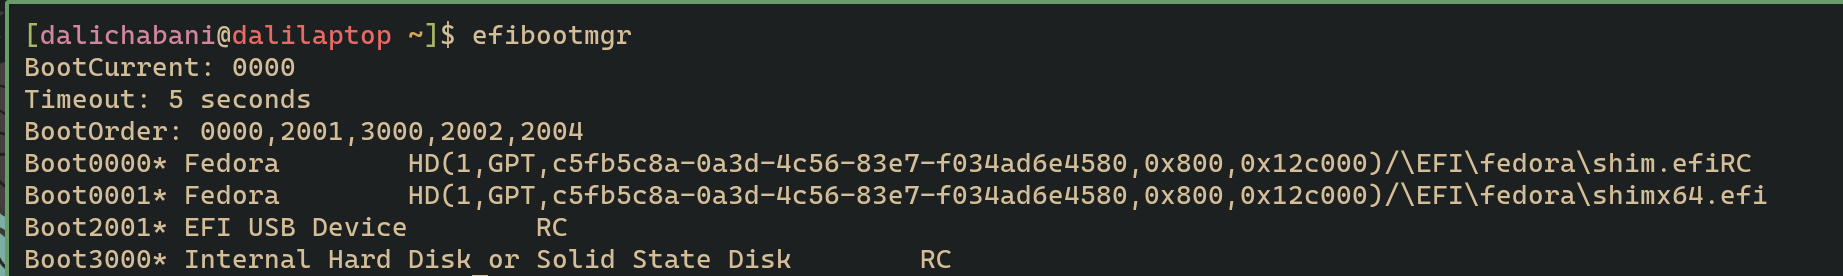 [dalichabani@dalilaptop ~]$ efibootmgr
BootCurrent: 0000
Timeout: 5 seconds
BootOrder: 0000,2001,3000,2002,2004
Boot0000* Fedora        HD(1,GPT,c5fb5c8a-0a3d-4c56-83e7-f034ad6e4580,0x800,0x12c000)/\EFI\fedora\shim.efiRC
Boot0001* Fedora        HD(1,GPT,c5fb5c8a-0a3d-4c56-83e7-f034ad6e4580,0x800,0x12c000)/\EFI\fedora\shimx64.efi
Boot2001* EFI USB Device        RC
Boot3000* Internal Hard Disk or Solid State Disk        RC